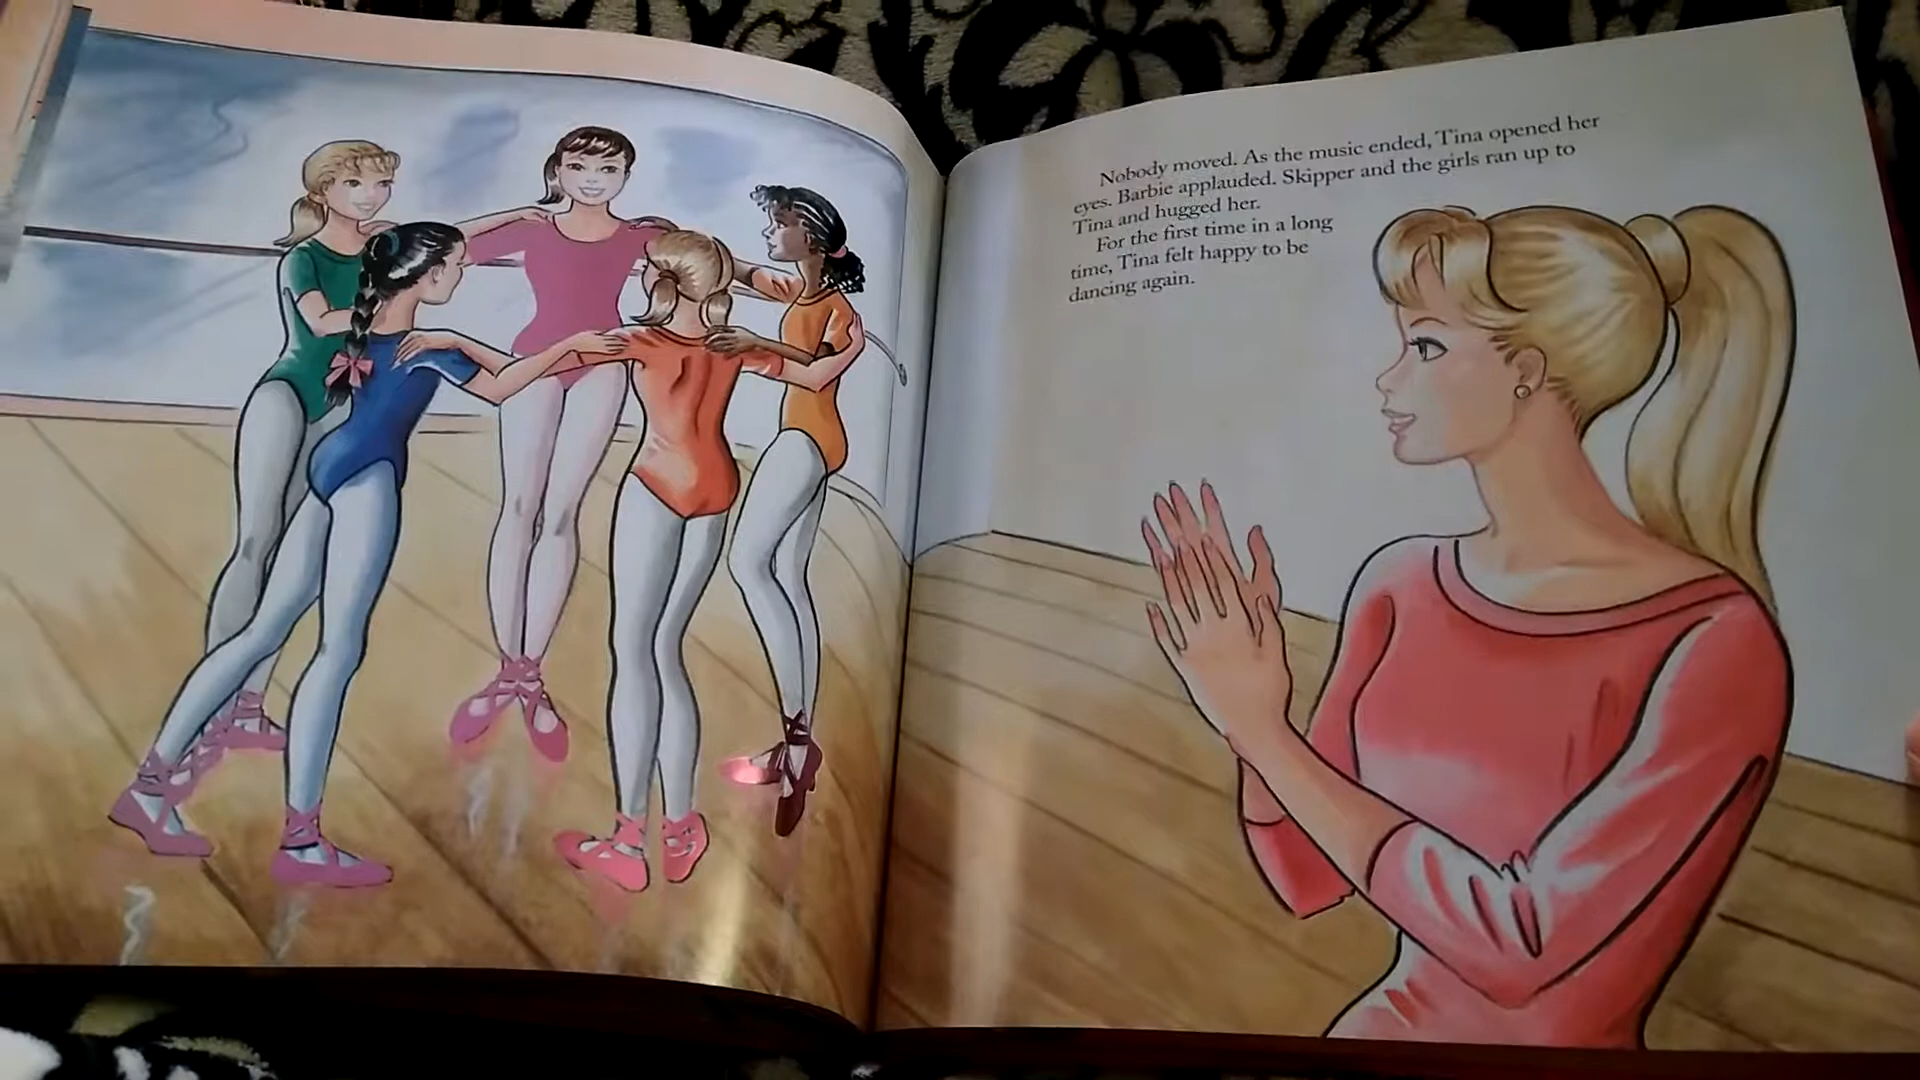 Nobody moved. As the music ended, Tina opened her
eyes. Barbie applauded. Skipper and the girls ran up to
Tina and hugged her.
For the first time in a long
time, Tina felt happy to be
dancing again.